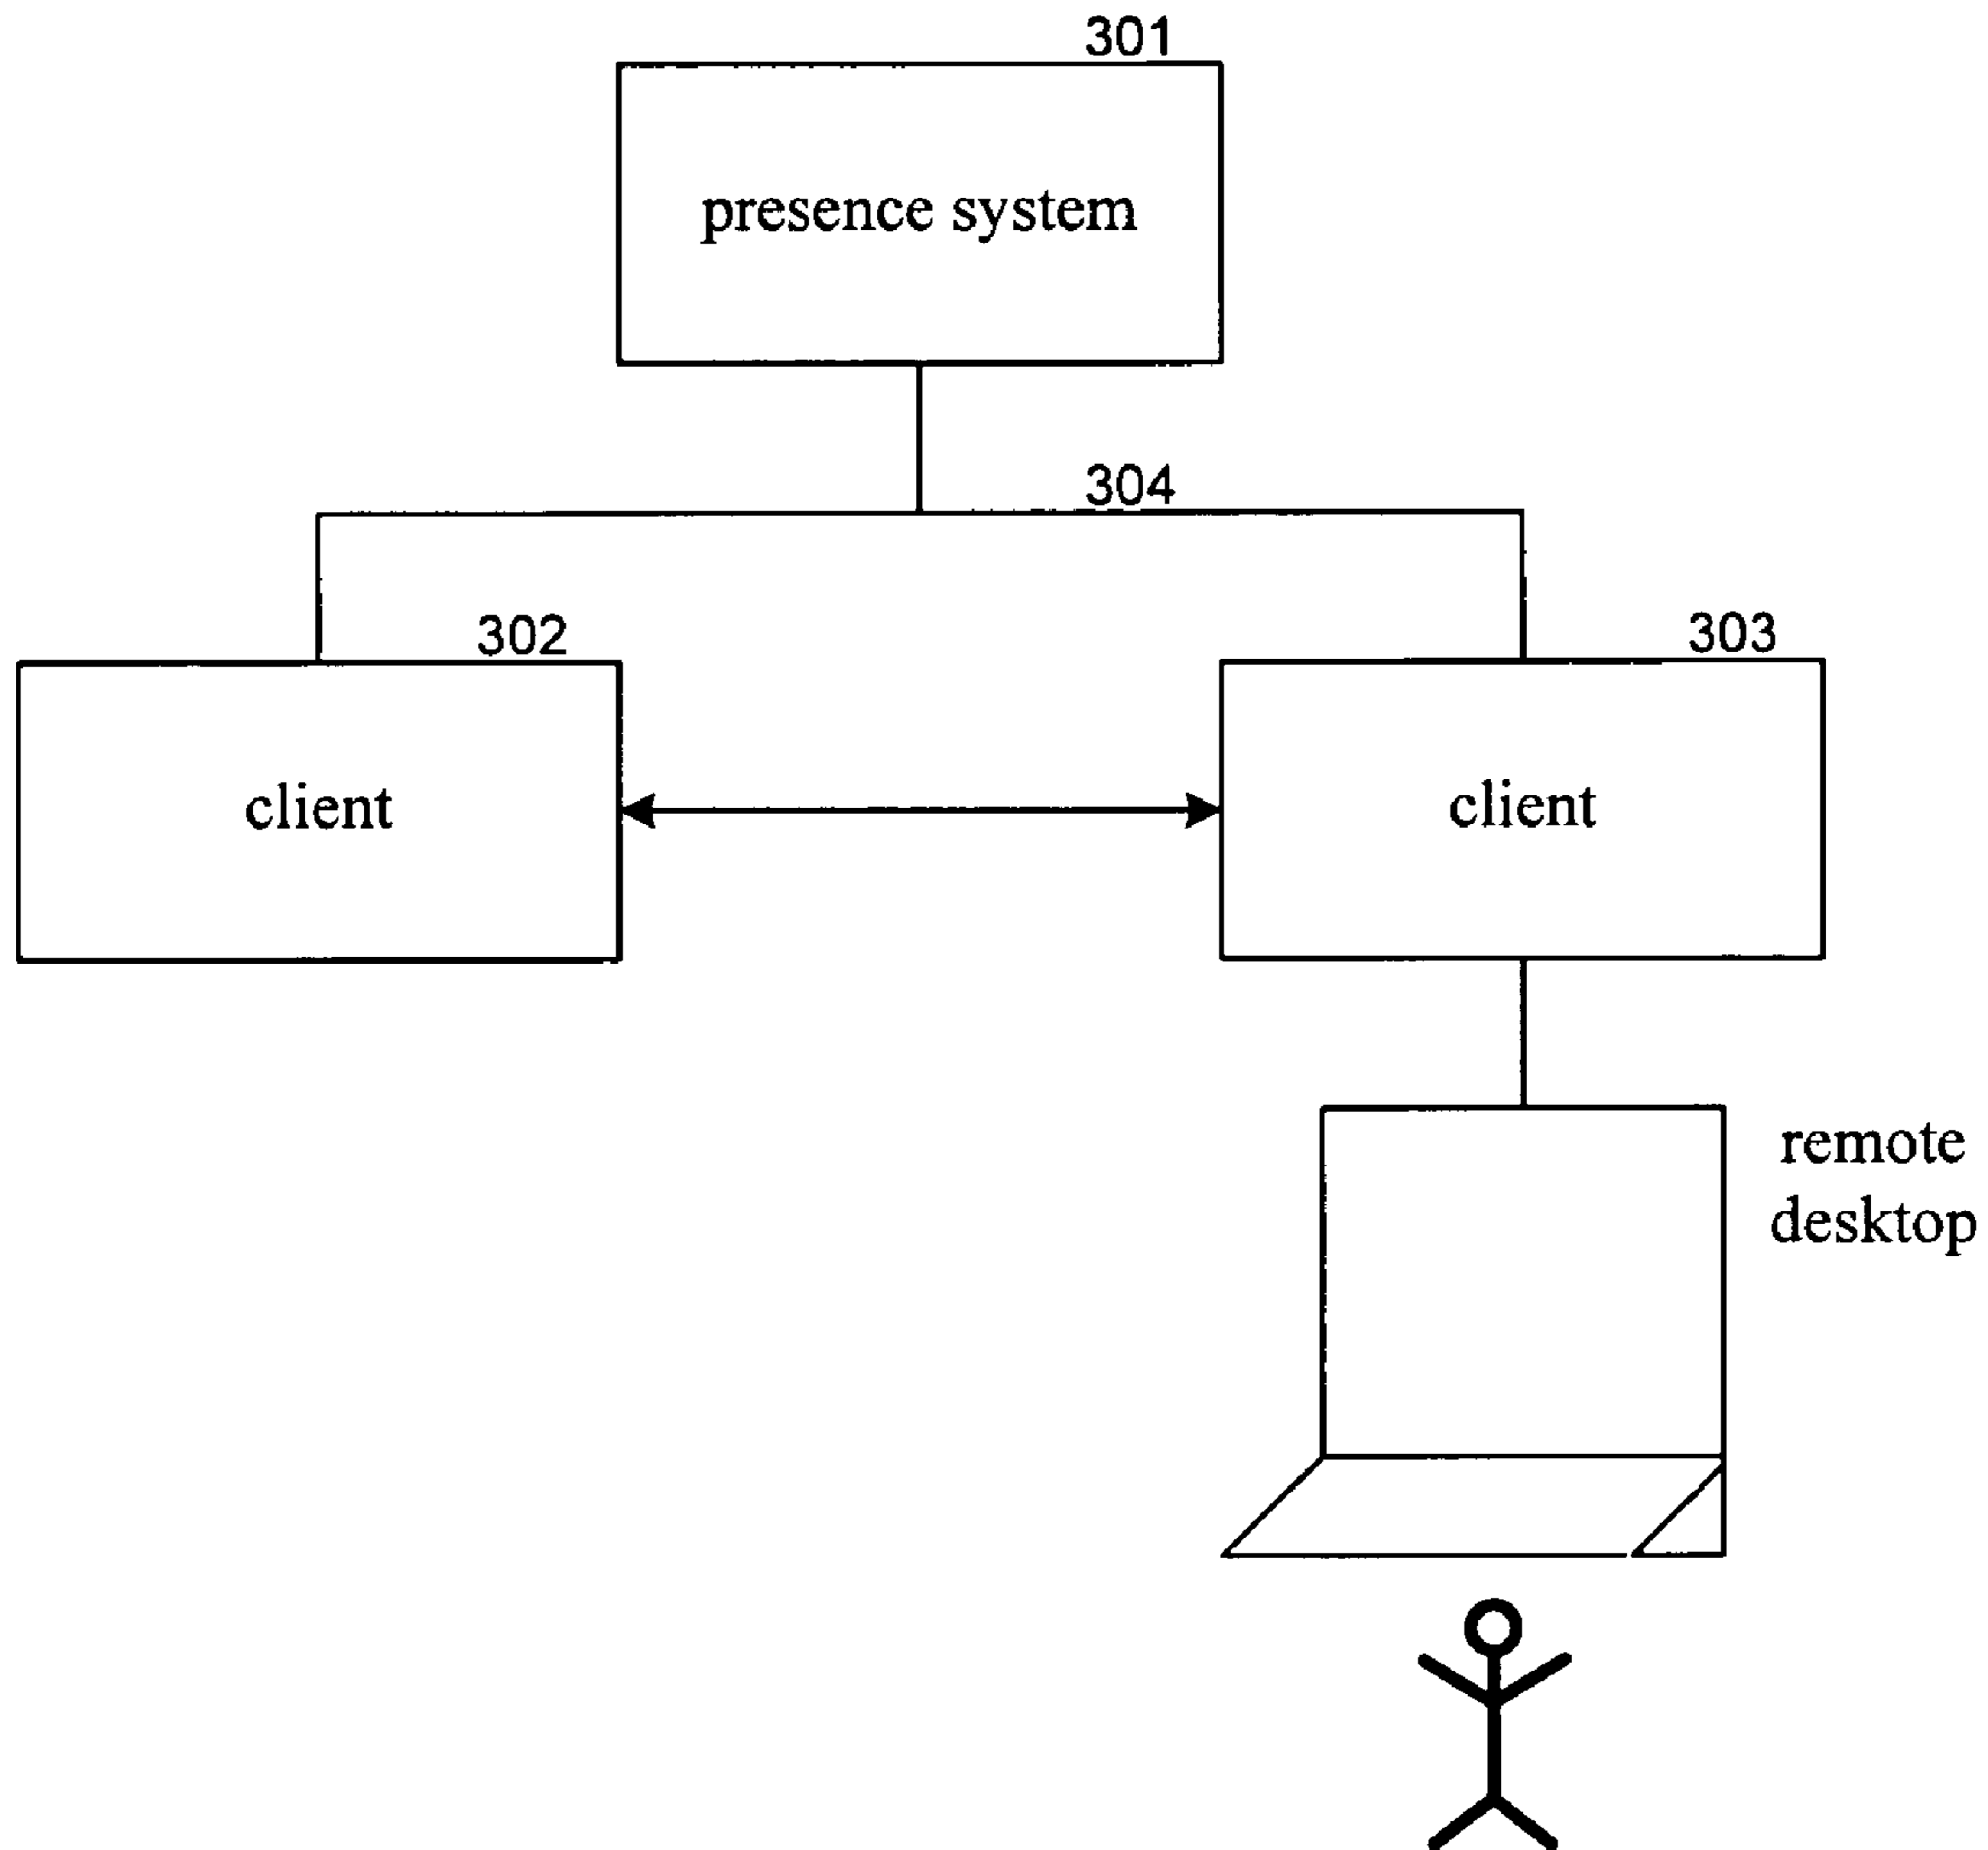 301
presence system
304
302
303
client
client
remote
desktop